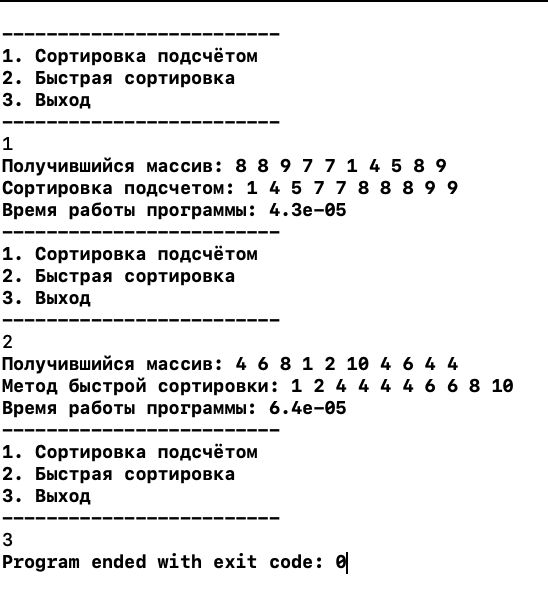 -------------------------
1. Сортировка подсчётом
2. Быстрая сортировка
3. Выход
-------------------------
1
Получившийся массив: 8 8 9 7 7 1 4 5 8 9
Сортировка подсчетом: 1 4 5 7 7 8 8 8 9 9
Время работы программы: 4.3e-05
-------------------------
1. Сортировка подсчётом
2. Быстрая сортировка
3. Выход
-------------------------
2
Получившийся массив: 4 6 8 1 2 10 4 6 4 4
Метод быстрой сортировки: 1 2 4 4 4 4 6 6 8 10
Время работы программы: 6.4e-05
-------------------------
1. Сортировка подсчётом
2. Быстрая сортировка
3. Выход
-------------------------
3
Program ended with exit code: 0